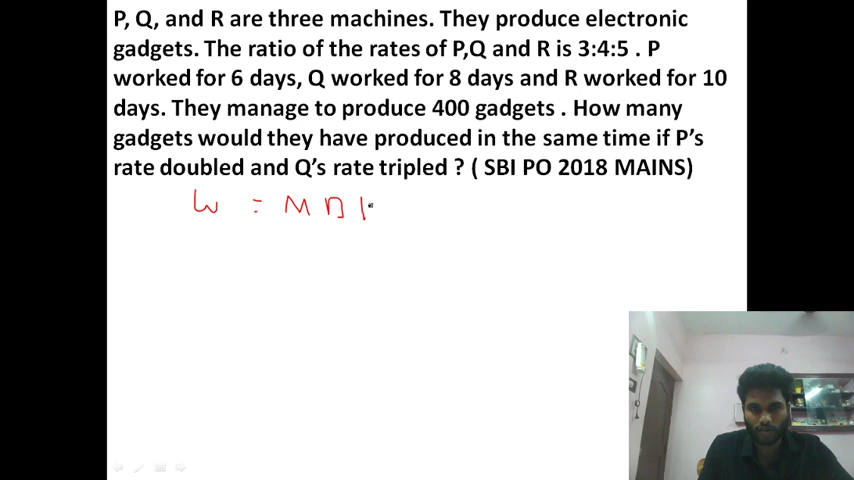 P, Q, and R are three machines. They produce electronic
gadgets. The ratio of the rates of P,Q and R is 3:4:5 . P
worked for 6 days, Q worked for 8 days and R worked for 10
days. They manage to produce 400 gadgets . How many
gadgets would they have produced in the same time if P’s
rate doubled and Q’s rate tripled ? ( SBI PO 2018 MAINS)
W = M D